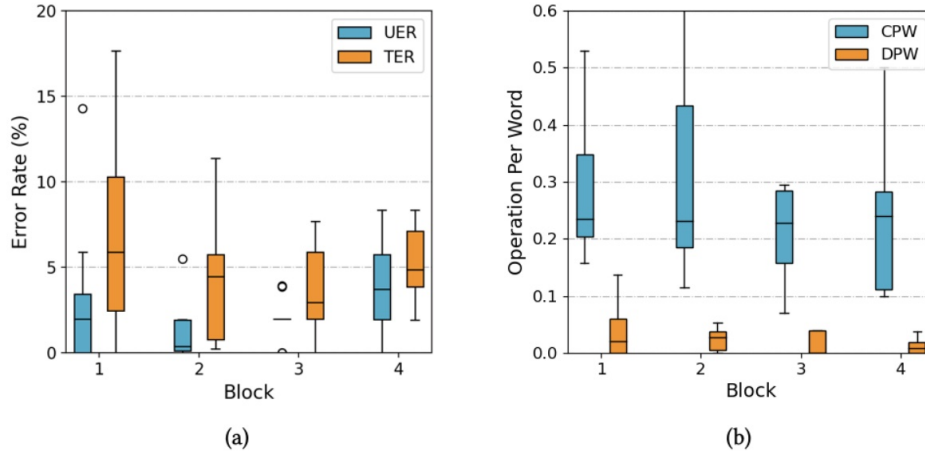 20
15
10
5
0
Error Rate (%)
UER
TER
1 2 3 4
Block
(a)
0.6
0.5
0.4
0.3
0.2
0.1
0.0
Operation Per Word
CPW
DPW
1 2 3 4
Block
(b)